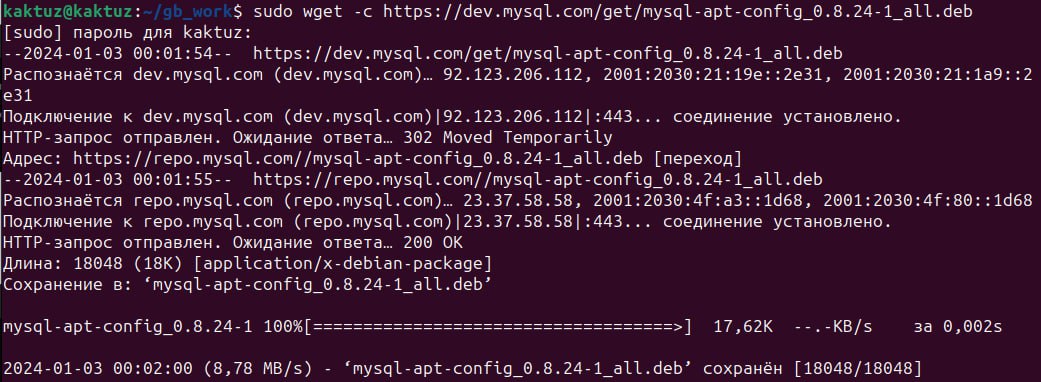 kaktuz@kaktuz:~/gb_work$ sudo wget -c https://dev.mysql.com/get/mysql-apt-config_0.8.24-1_all.deb
[sudo] пароль для kaktuz:
--2024-01-03 00:01:54--  https://dev.mysql.com/get/mysql-apt-config_0.8.24-1_all.deb
Распознаётся dev.mysql.com (dev.mysql.com)… 92.123.206.112, 2001:2030:21:19e::2e31, 2001:2030:21:1a9::2
e31
Подключение к dev.mysql.com (dev.mysql.com)|92.123.206.112|:443... соединение установлено.
HTTP-запрос отправлен. Ожидание ответа… 302 Moved Temporarily
Адрес: https://repo.mysql.com//mysql-apt-config_0.8.24-1_all.deb [переход]
--2024-01-03 00:01:55--  https://repo.mysql.com//mysql-apt-config_0.8.24-1_all.deb
Распознаётся repo.mysql.com (repo.mysql.com)… 23.37.58.58, 2001:2030:4f:a3::1d68, 2001:2030:4f:80::1d68
Подключение к repo.mysql.com (repo.mysql.com)|23.37.58.58|:443... соединение установлено.
HTTP-запрос отправлен. Ожидание ответа… 200 OK
Длина: 18048 (18K) [application/x-debian-package]
Сохранение в: ‘mysql-apt-config_0.8.24-1_all.deb’
mysql-apt-config_0.8.24-1 100%[====================================>]  17,62K  --.-KB/s    за 0,002s
2024-01-03 00:02:00 (8,78 MB/s) - ‘mysql-apt-config_0.8.24-1_all.deb’ сохранён [18048/18048]